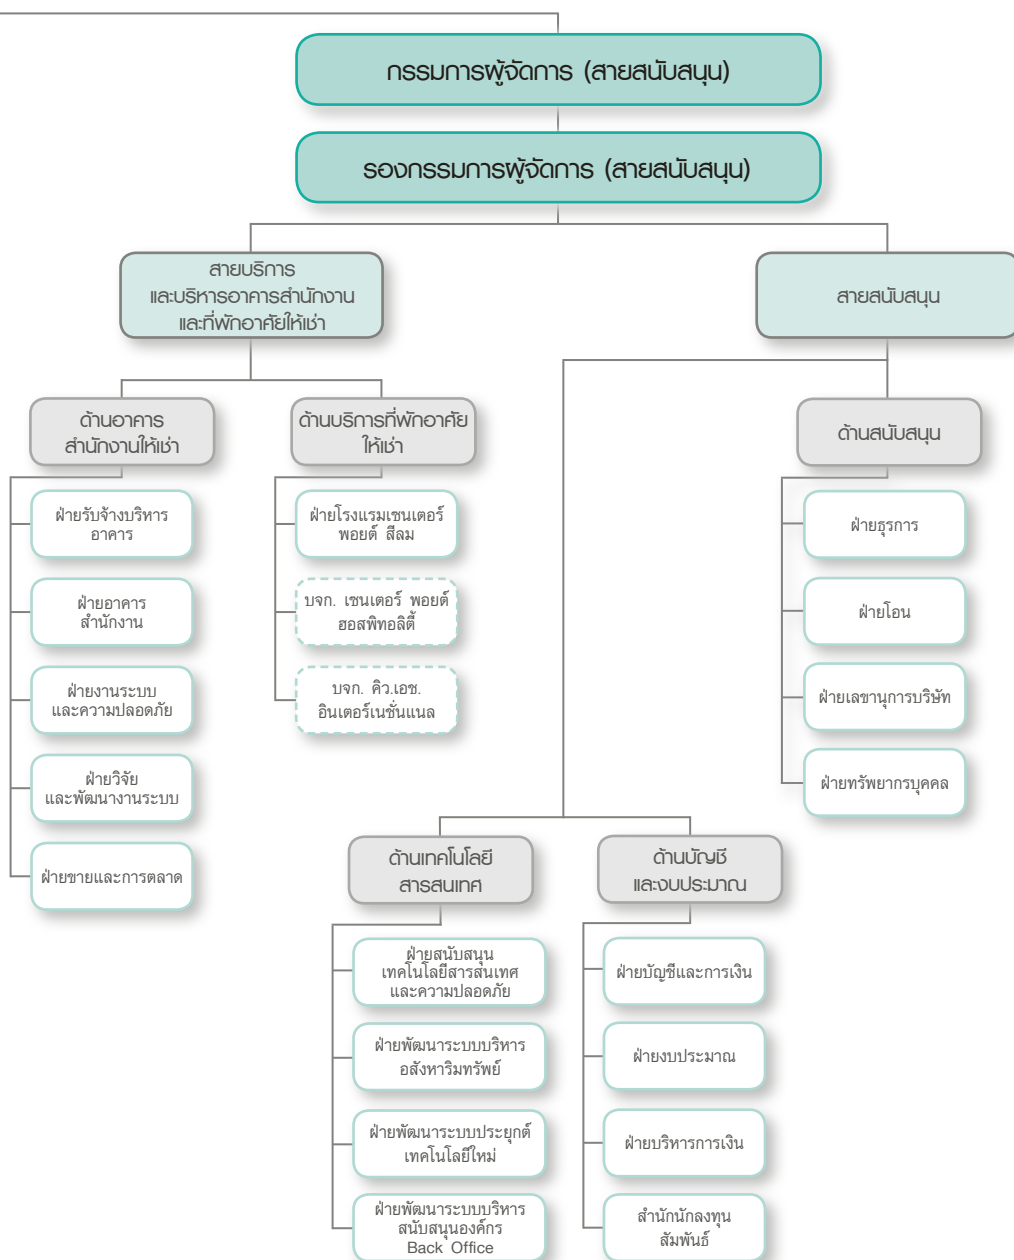 กรรมการผู้จัดการ (สายสนับสนุน)
รองกรรมการผู้จัดการ (สายสนับสนุน)
สายบริการ
และบริหารอาคารสำนักงาน
และที่พักอาศัยให้เช่า
สายสนับสนุน
ด้านอาคาร
สำนักงานให้เช่า
ด้านบริการที่พักอาศัย
ให้เช่า
ด้านสนับสนุน
ฝ่ายรับจ้างบริหาร
อาคาร
ฝ่ายอาคาร
สำนักงาน
ฝ่ายงานระบบ
และความปลอดภัย
ฝ่ายวิจัย
และพัฒนางานระบบ
ฝ่ายขายและการตลาด
ฝ่ายโรงแรมเซนเตอร์
พอยต์ สีลม
บจก. เซนเตอร์ พอยต์
ฮอสพิทอลิตี้
บจก. คิว.เอช.
อินเตอร์เนชั่นแนล
ฝ่ายธุรการ
ฝ่ายโอน
ฝ่ายเลขานุการบริษัท
ฝ่ายทรัพยากรบุคคล
ด้านเทคโนโลยี
สารสนเทศ
ด้านบัญชี
และงบประมาณ
ฝ่ายสนับสนุน
เทคโนโลยีสารสนเทศ
และความปลอดภัย
ฝ่ายพัฒนาระบบบริหาร
อสังหาริมทรัพย์
ฝ่ายพัฒนาระบบประยุกต์
เทคโนโลยีใหม่
ฝ่ายพัฒนาระบบบริหาร
สนับสนุนองค์กร
Back Office
ฝ่ายบัญชีและการเงิน
ฝ่ายงบประมาณ
ฝ่ายบริหารการเงิน
สำนักนักลงทุน
สัมพันธ์